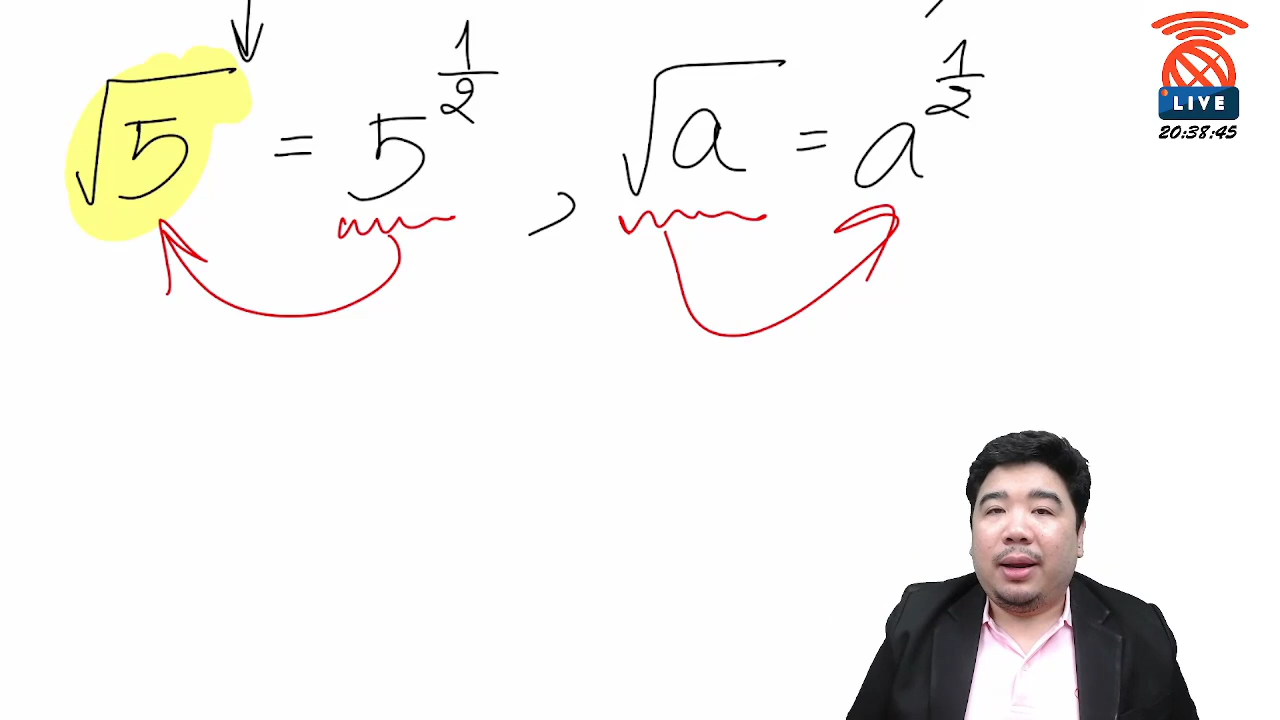 √5 = 5^(1/2) , √a = a^(1/2)
LIVE
20:38:45